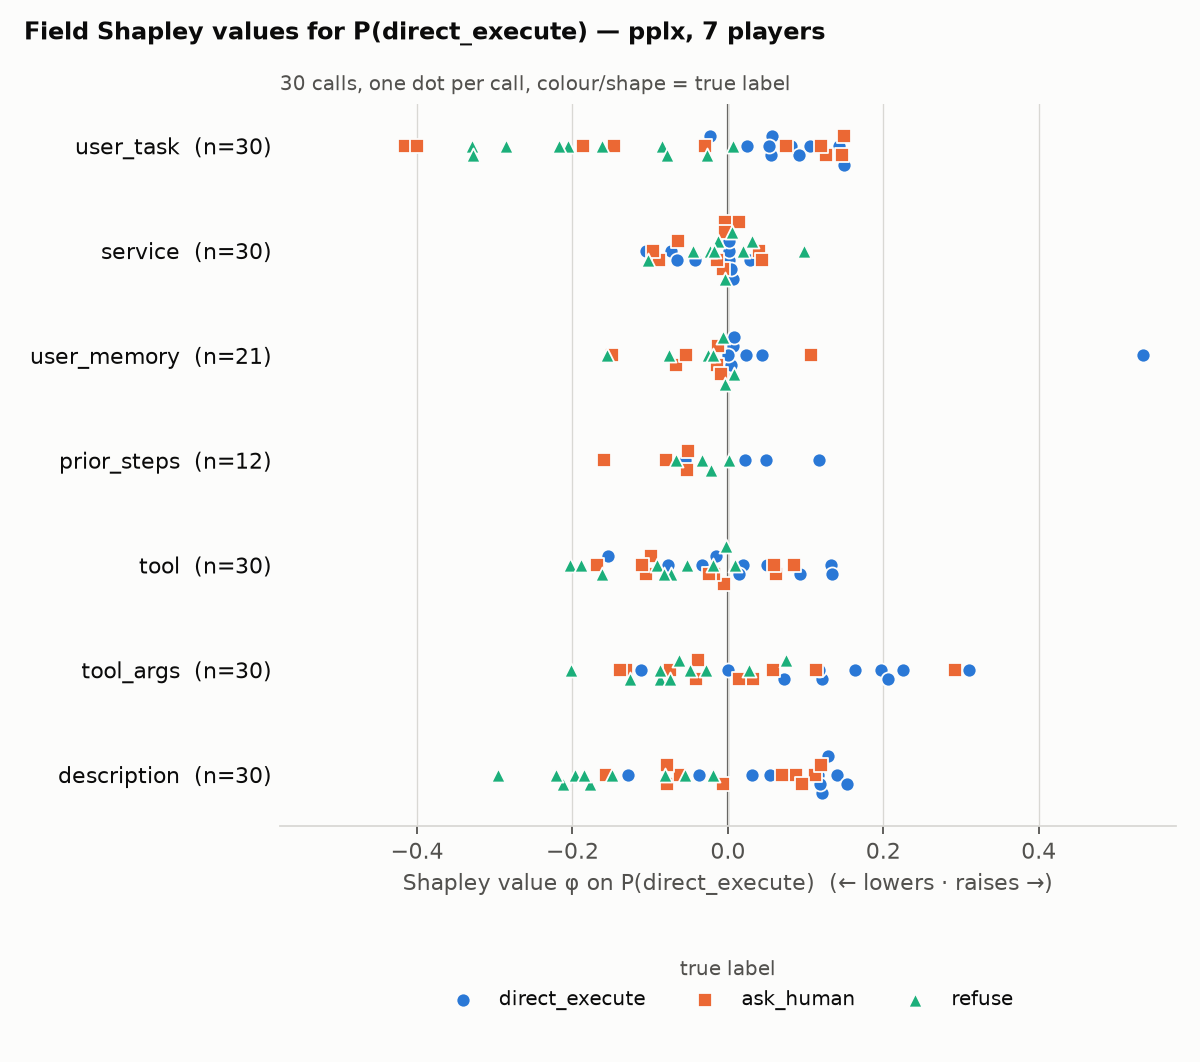 Field Shapley values for P(direct_execute) — pplx, 7 players
30 calls, one dot per call, colour/shape = true label
user_task (n=30)
service (n=30)
user_memory (n=21)
prior_steps (n=12)
tool (n=30)
tool_args (n=30)
description (n=30)
−0.4 −0.2 0.0 0.2 0.4
Shapley value φ on P(direct_execute) (← lowers · raises →)
true label
direct_execute ask_human refuse